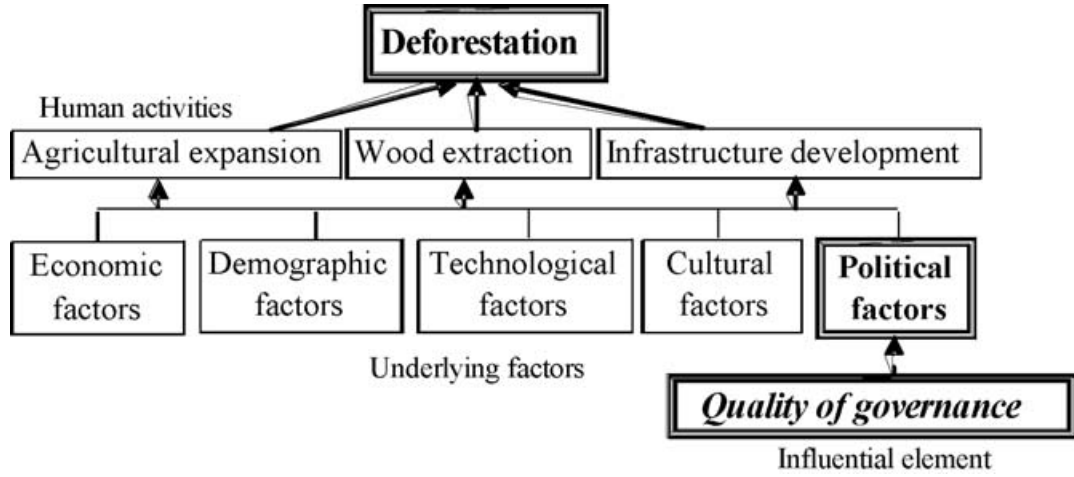 Deforestation
Human activities
Agricultural expansion
Wood extraction
Infrastructure development
Economic
factors
Demographic
factors
Technological
factors
Cultural
factors
Political
factors
Underlying factors
Quality of governance
Influential element